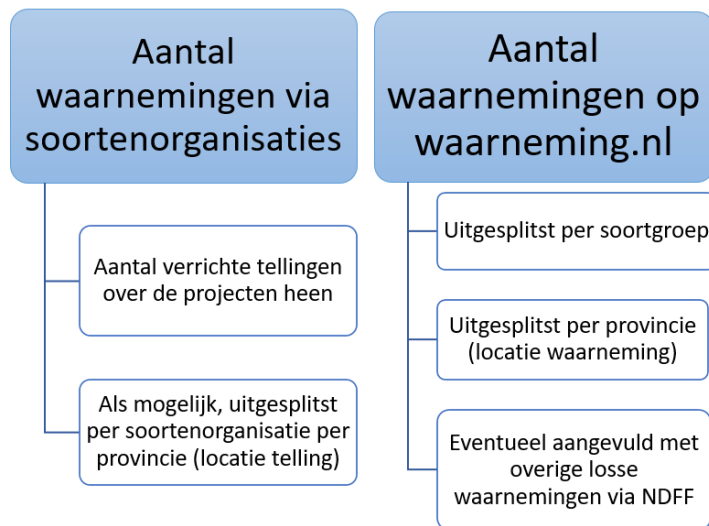 Aantal
waarnemingen via
soortenorganisaties
Aantal verrichte tellingen
over de projecten heen
Als mogelijk, uitgesplitst
per soortenorganisatie per
provincie (locatie telling)
Aantal
waarnemingen op
waarneming.nl
Uitgesplitst per soortgroep
Uitgesplitst per provincie
(locatie waarneming)
Eventueel aangevuld met
overige losse
waarnemingen via NDFF